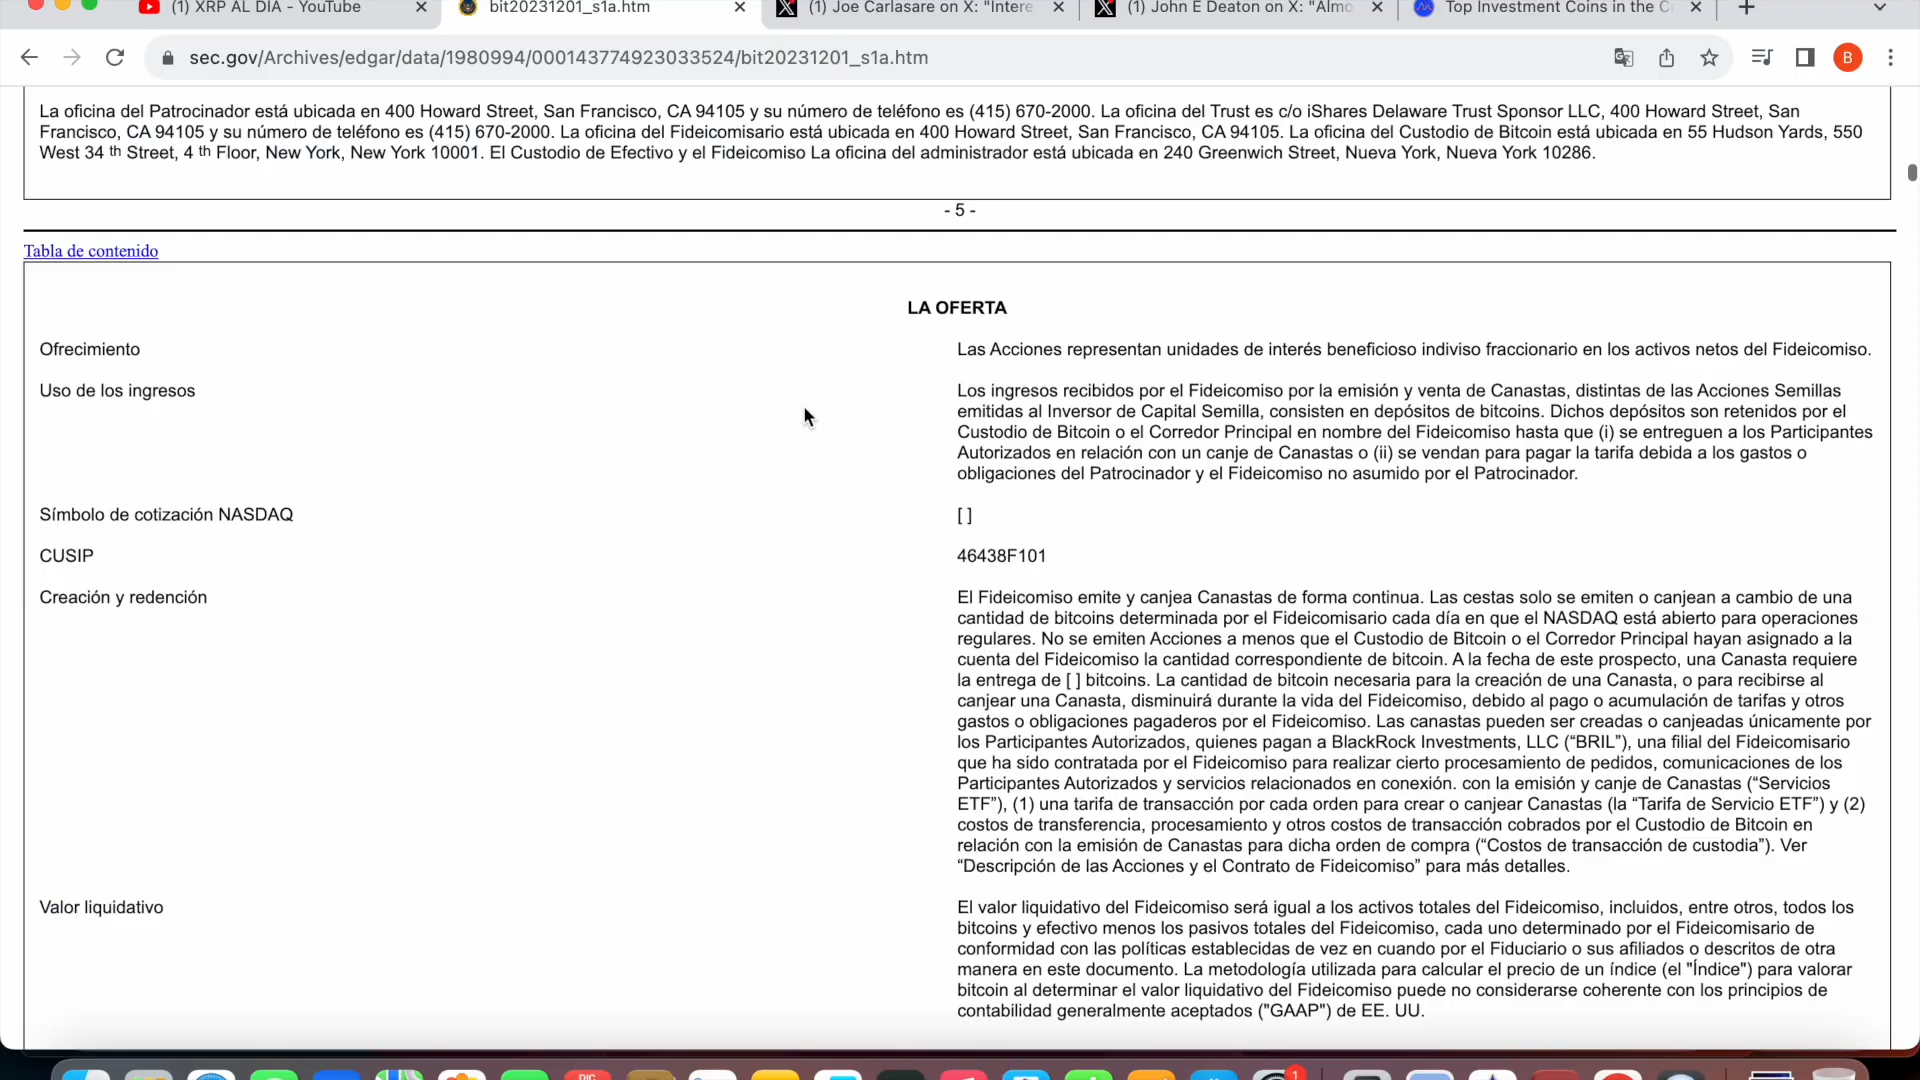 (1) XRP AL DIA - YouTube
bit20231201_s1a.htm
(1) Joe Carlasare on X: "Intere
(1) John E Deaton on X: "Almo
Top Investment Coins in the C
sec.gov/Archives/edgar/data/1980994/000143774923033524/bit20231201_s1a.htm
B
La oficina del Patrocinador está ubicada en 400 Howard Street, San Francisco, CA 94105 y su número de teléfono es (415) 670-2000. La oficina del Trust es c/o iShares Delaware Trust Sponsor LLC, 400 Howard Street, San
Francisco, CA 94105 y su número de teléfono es (415) 670-2000. La oficina del Fideicomisario está ubicada en 400 Howard Street, San Francisco, CA 94105. La oficina del Custodio de Bitcoin está ubicada en 55 Hudson Yards, 550
West 34 th Street, 4 th Floor, New York, New York 10001. El Custodio de Efectivo y el Fideicomiso La oficina del administrador está ubicada en 240 Greenwich Street, Nueva York, Nueva York 10286.
- 5 -
Tabla de contenido
LA OFERTA
Ofrecimiento
Las Acciones representan unidades de interés beneficioso indiviso fraccionario en los activos netos del Fideicomiso.
Uso de los ingresos
Los ingresos recibidos por el Fideicomiso por la emisión y venta de Canastas, distintas de las Acciones Semillas
emitidas al Inversor de Capital Semilla, consisten en depósitos de bitcoins. Dichos depósitos son retenidos por el
Custodio de Bitcoin o el Corredor Principal en nombre del Fideicomiso hasta que (i) se entreguen a los Participantes
Autorizados en relación con un canje de Canastas o (ii) se vendan para pagar la tarifa debida a los gastos o
obligaciones del Patrocinador y el Fideicomiso no asumido por el Patrocinador.
Símbolo de cotización NASDAQ
[ ]
CUSIP
46438F101
Creación y redención
El Fideicomiso emite y canjea Canastas de forma continua. Las cestas solo se emiten o canjean a cambio de una
cantidad de bitcoins determinada por el Fideicomisario cada día en que el NASDAQ está abierto para operaciones
regulares. No se emiten Acciones a menos que el Custodio de Bitcoin o el Corredor Principal hayan asignado a la
cuenta del Fideicomiso la cantidad correspondiente de bitcoin. A la fecha de este prospecto, una Canasta requiere
la entrega de [ ] bitcoins. La cantidad de bitcoin necesaria para la creación de una Canasta, o para recibirse al
canjear una Canasta, disminuirá durante la vida del Fideicomiso, debido al pago o acumulación de tarifas y otros
gastos o obligaciones pagaderos por el Fideicomiso. Las canastas pueden ser creadas o canjeadas únicamente por
los Participantes Autorizados, quienes pagan a BlackRock Investments, LLC (“BRIL”), una filial del Fideicomisario
que ha sido contratada por el Fideicomiso para realizar cierto procesamiento de pedidos, comunicaciones de los
Participantes Autorizados y servicios relacionados en conexión. con la emisión y canje de Canastas (“Servicios
ETF”), (1) una tarifa de transacción por cada orden para crear o canjear Canastas (la “Tarifa de Servicio ETF”) y (2)
costos de transferencia, procesamiento y otros costos de transacción cobrados por el Custodio de Bitcoin en
relación con la emisión de Canastas para dicha orden de compra (“Costos de transacción de custodia”). Ver
“Descripción de las Acciones y el Contrato de Fideicomiso” para más detalles.
Valor liquidativo
El valor liquidativo del Fideicomiso será igual a los activos totales del Fideicomiso, incluidos, entre otros, todos los
bitcoins y efectivo menos los pasivos totales del Fideicomiso, cada uno determinado por el Fideicomisario de
conformidad con las políticas establecidas de vez en cuando por el Fiduciario o sus afiliados o descritos de otra
manera en este documento. La metodología utilizada para calcular el precio de un índice (el "Índice") para valorar
bitcoin al determinar el valor liquidativo del Fideicomiso puede no considerarse coherente con los principios de
contabilidad generalmente aceptados ("GAAP") de EE. UU.
DIC
1